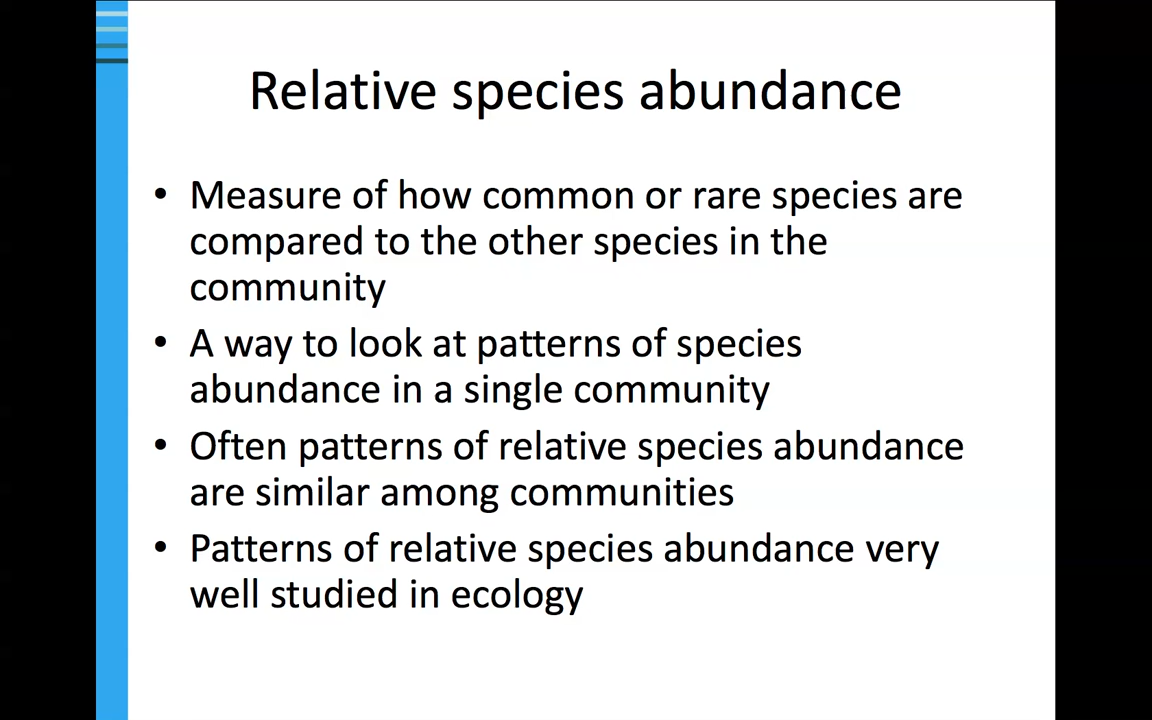 Relative species abundance
• Measure of how common or rare species are
compared to the other species in the
community
• A way to look at patterns of species
abundance in a single community
• Often patterns of relative species abundance
are similar among communities
• Patterns of relative species abundance very
well studied in ecology